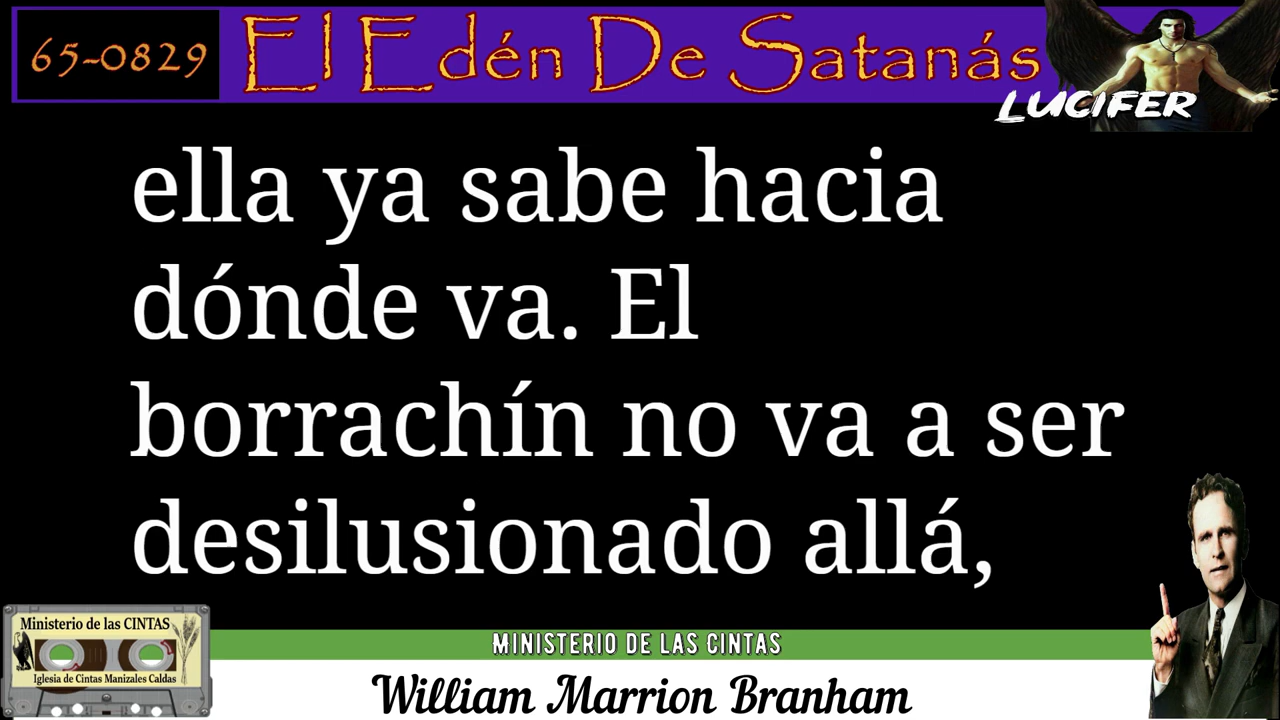 65-0829 El Edén De Satanás
LUCIFER
ella ya sabe hacia
dónde va. El
borrachín no va a ser
desilusionado allá,
Ministerio de las CINTAS
Iglesia de Cintas Manizales Caldas
MINISTERIO DE LAS CINTAS
William Marrion Branham